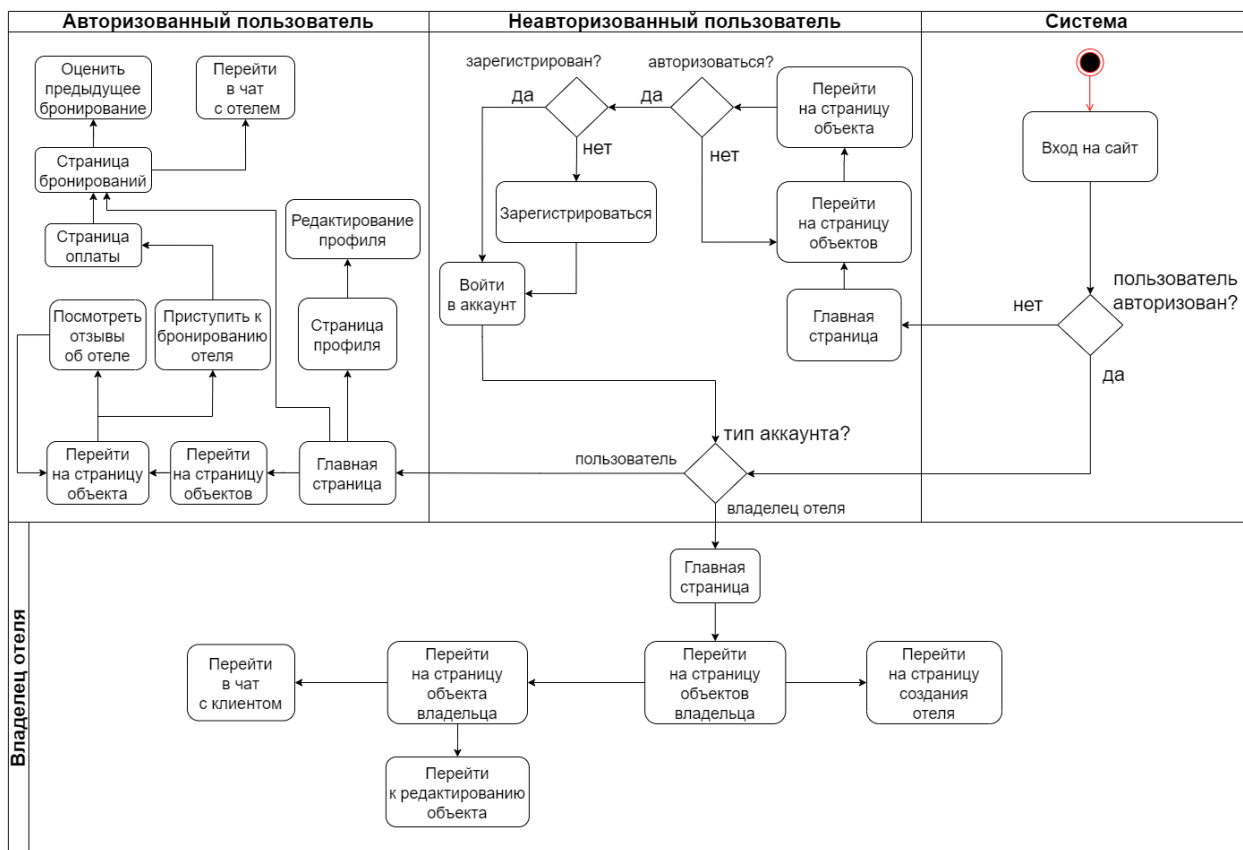 Авторизованный пользователь
Неавторизованный пользователь
Система
Оценить
предыдущее
бронирование
Перейти
в чат
с отелем
Страница
бронирований
Страница
оплаты
Редактирование
профиля
Посмотреть
отзывы
об отеле
Приступить к
бронированию
отеля
Страница
профиля
Перейти
на страницу
объекта
Перейти
на страницу
объектов
Главная
страница
зарегистрирован?
авторизоваться?
да
да
нет
нет
Перейти
на страницу
объекта
Зарегистрироваться
Перейти
на страницу
объектов
Войти
в аккаунт
Главная
страница
тип аккаунта?
пользователь
владелец отеля
Вход на сайт
пользователь
авторизован?
нет
да
Владелец отеля
Главная
страница
Перейти
в чат
с клиентом
Перейти
на страницу
объекта
владельца
Перейти
на страницу
объектов
владельца
Перейти
на страницу
создания
отеля
Перейти
к редактированию
объекта